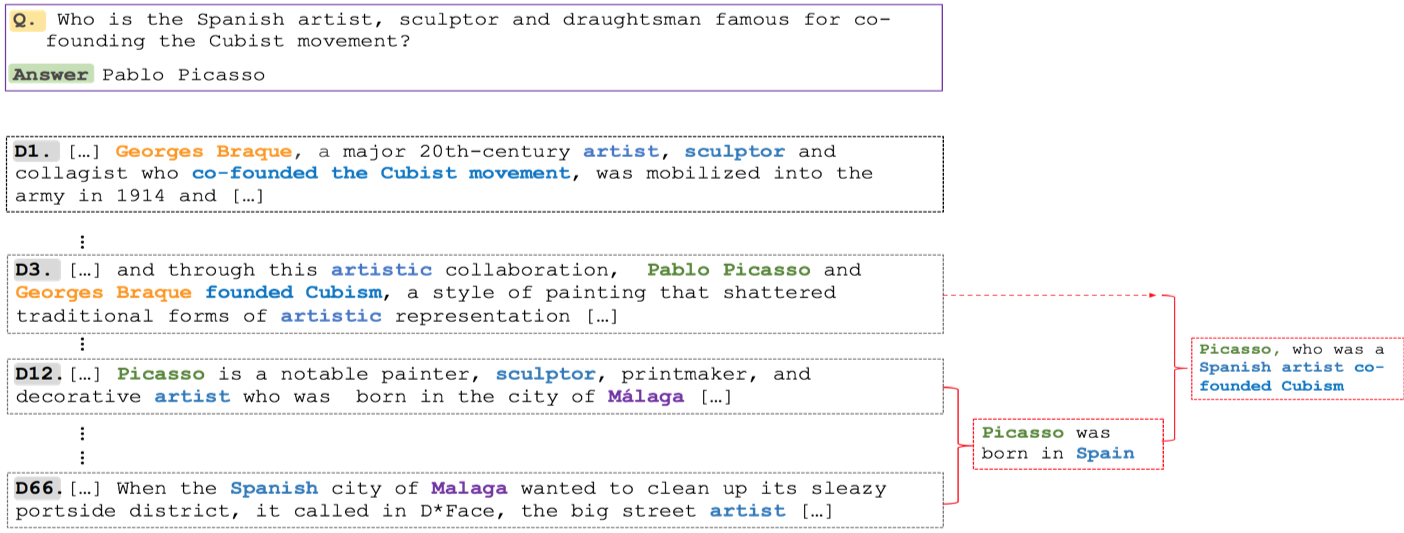 Q. Who is the Spanish artist, sculptor and draughtsman famous for co-
founding the Cubist movement?
Answer Pablo Picasso
D1. […] Georges Braque, a major 20th-century artist, sculptor and
collagist who co-founded the Cubist movement, was mobilized into the
army in 1914 and […]
D3. […] and through this artistic collaboration, Pablo Picasso and
Georges Braque founded Cubism, a style of painting that shattered
traditional forms of artistic representation […]
D12. […] Picasso is a notable painter, sculptor, printmaker, and
decorative artist who was born in the city of Málaga […]
D66. […] When the Spanish city of Malaga wanted to clean up its sleazy
portside district, it called in D*Face, the big street artist […]
Picasso was
born in Spain
Picasso, who was a
Spanish artist co-
founded Cubism